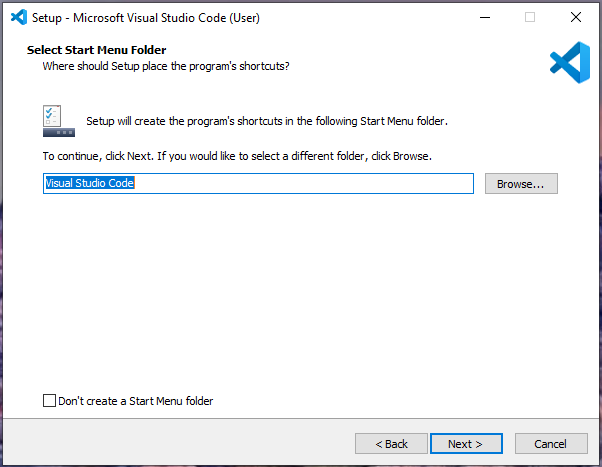 Setup - Microsoft Visual Studio Code (User)
Select Start Menu Folder
Where should Setup place the program's shortcuts?
Setup will create the program's shortcuts in the following Start Menu folder.
To continue, click Next. If you would like to select a different folder, click Browse.
Visual Studio Code
Browse...
Don't create a Start Menu folder
< Back
Next >
Cancel